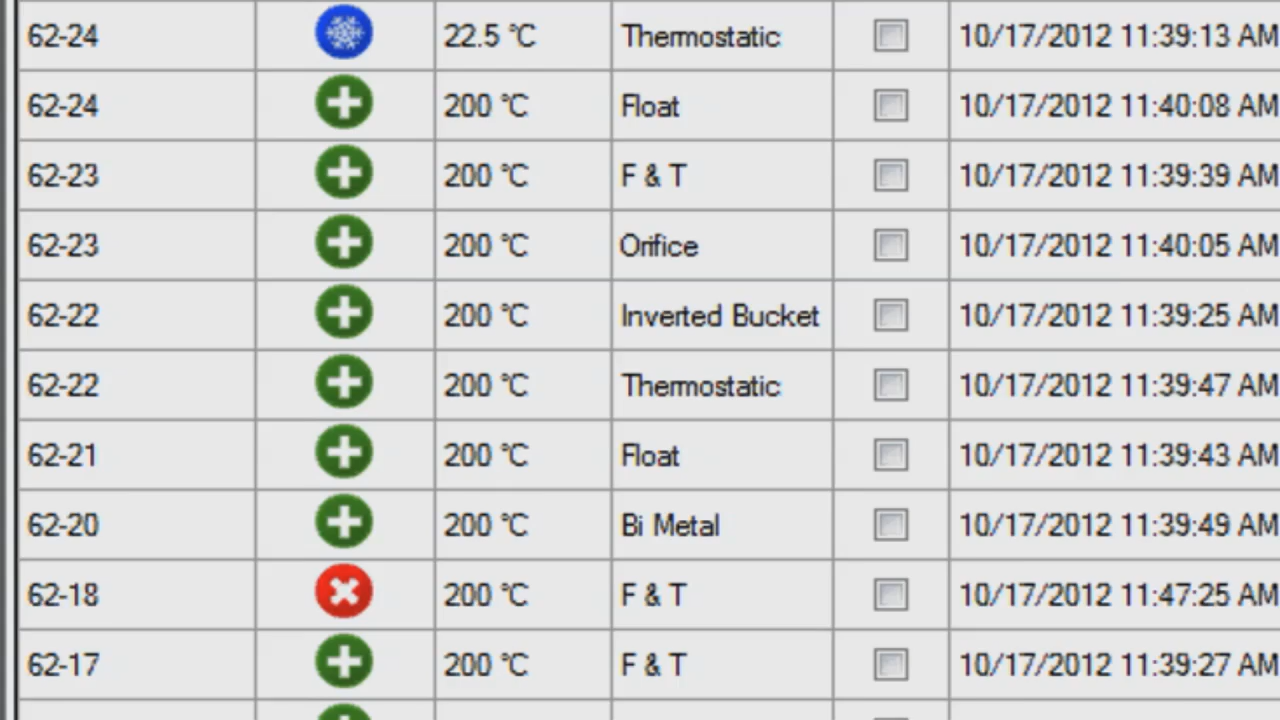 62-24 22.5 °C Thermostatic 10/17/2012 11:39:13 AM
62-24 200 °C Float 10/17/2012 11:40:08 AM
62-23 200 °C F & T 10/17/2012 11:39:39 AM
62-23 200 °C Orifice 10/17/2012 11:40:05 AM
62-22 200 °C Inverted Bucket 10/17/2012 11:39:25 AM
62-22 200 °C Thermostatic 10/17/2012 11:39:47 AM
62-21 200 °C Float 10/17/2012 11:39:43 AM
62-20 200 °C Bi Metal 10/17/2012 11:39:49 AM
62-18 200 °C F & T 10/17/2012 11:47:25 AM
62-17 200 °C F & T 10/17/2012 11:39:27 AM